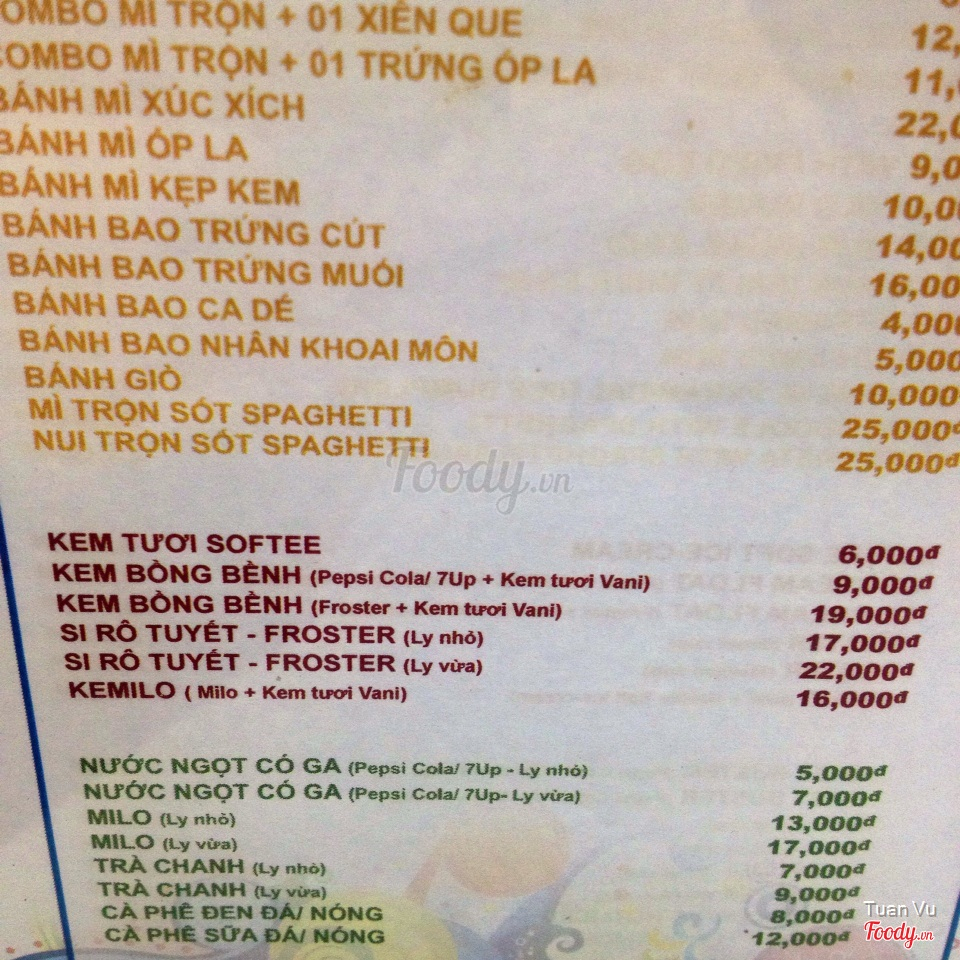 OMBO MÌ TRỘN + 01 XIÊN QUE 12,
COMBO MÌ TRỘN + 01 TRỨNG ÓP LA 11,
BÁNH MÌ XÚC XÍCH 22,0
BÁNH MÌ ÓP LA 9,0
BÁNH MÌ KẸP KEM 10,00
BÁNH BAO TRỨNG CÚT 14,00
BÁNH BAO TRỨNG MUỐI 16,00
BÁNH BAO CA DÉ 4,000
BÁNH BAO NHÂN KHOAI MÔN 5,000
BÁNH GIÒ 10,000
MÌ TRỘN SÓT SPAGHETTI 25,000đ
NUI TRỘN SÓT SPAGHETTI 25,000đ
Foody.vn
KEM TƯƠI SOFTEE 6,000đ
KEM BÒNG BỀNH (Pepsi Cola/ 7Up + Kem tươi Vani) 9,000đ
KEM BÒNG BỀNH (Froster + Kem tươi Vani) 19,000đ
SI RÔ TUYẾT - FROSTER (Ly nhỏ) 17,000đ
SI RÔ TUYẾT - FROSTER (Ly vừa) 22,000đ
KEMILO ( Milo + Kem tươi Vani) 16,000đ
NƯỚC NGỌT CÓ GA (Pepsi Cola/ 7Up - Ly nhỏ) 5,000đ
NƯỚC NGỌT CÓ GA (Pepsi Cola/ 7Up- Ly vừa) 7,000đ
MILO (Ly nhỏ) 13,000đ
MILO (Ly vừa) 17,000đ
TRÀ CHANH (Ly nhỏ) 7,000đ
TRÀ CHANH (Ly vừa) 9,000đ
CÀ PHÊ ĐEN ĐÁ/ NÓNG 8,000đ
CÀ PHÊ SỮA ĐÁ/ NÓNG 12,000đ
Tuan Vu
Foody.vn